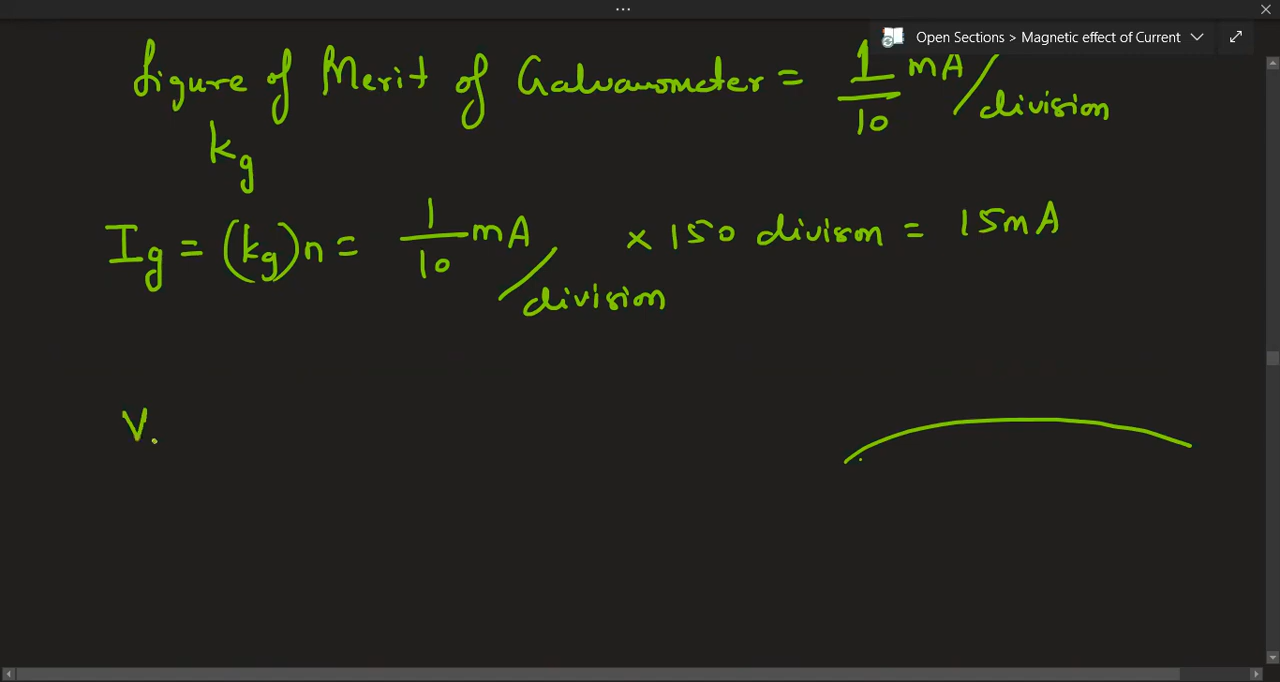 ...
Open Sections > Magnetic effect of Current
figure of Merit of Galvanometer = 1/10 mA/division
kg
Ig = (kg)n = 1/10 mA/division × 150 divison = 15mA
V.